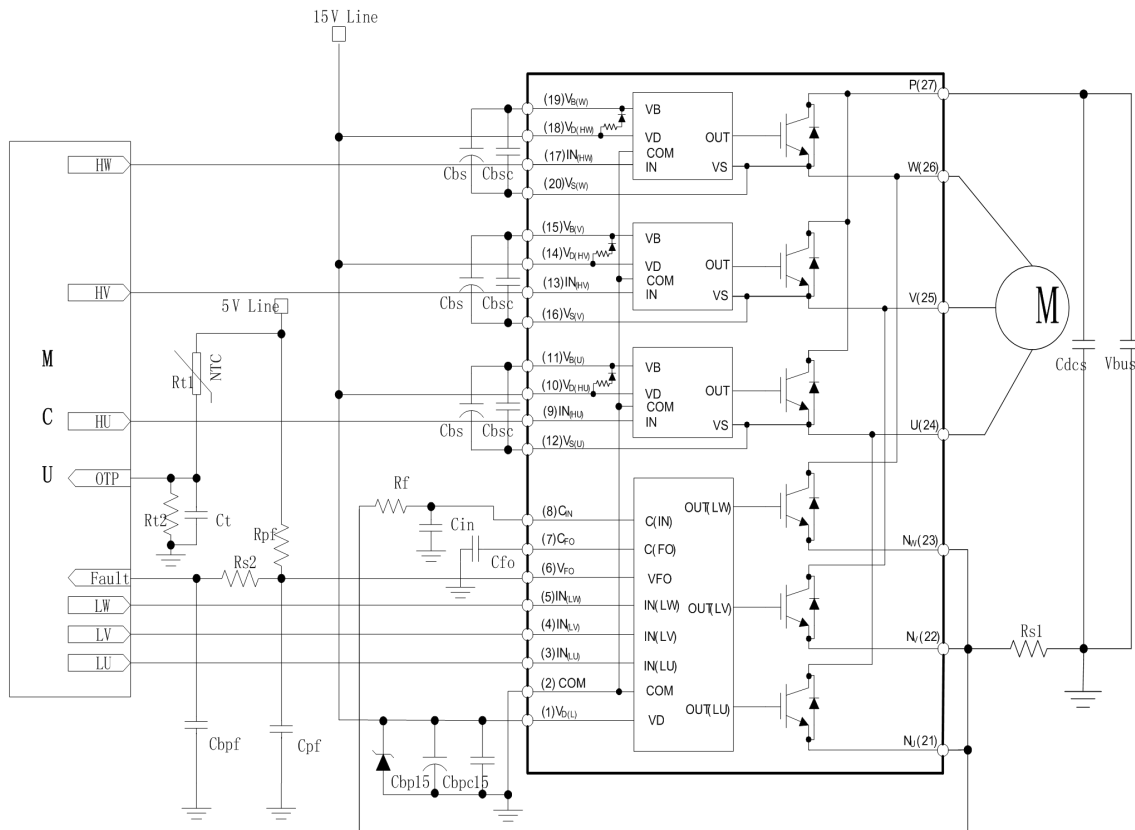 15V Line
HW
HV
5V Line
Rt1
NTC
M
C
U
HU
OTP
Rt2
Ct
Rpf
Fault
Rs2
LW
LV
LU
Cbpf
Cpf
Cbp15
Cbpc15
Rf
Cin
Cfo
Cbs
Cbsc
Cbs
Cbsc
Cbs
Cbsc
(19)VB(W)
(18)VD(HW)
(17)IN(HW)
(20)VS(W)
(15)VB(V)
(14)VD(HV)
(13)IN(HV)
(16)VS(V)
(11)VB(U)
(10)VD(HU)
(9)IN(HU)
(12)VS(U)
(8)CIN
(7)CFO
(6)VFO
(5)IN(LW)
(4)IN(LV)
(3)IN(LU)
(2) COM
(1)VD(L)
VB
VD
COM
IN
OUT
VS
VB
VD
COM
IN
OUT
VS
VB
VD
COM
IN
OUT
VS
C(IN)
C(FO)
VFO
IN(LW)
IN(LV)
IN(LU)
COM
VD
OUT(LW)
OUT(LV)
OUT(LU)
P(27)
W(26)
V(25)
U(24)
NW(23)
NV(22)
NU(21)
M
Cdcs
Vbus
Rs1